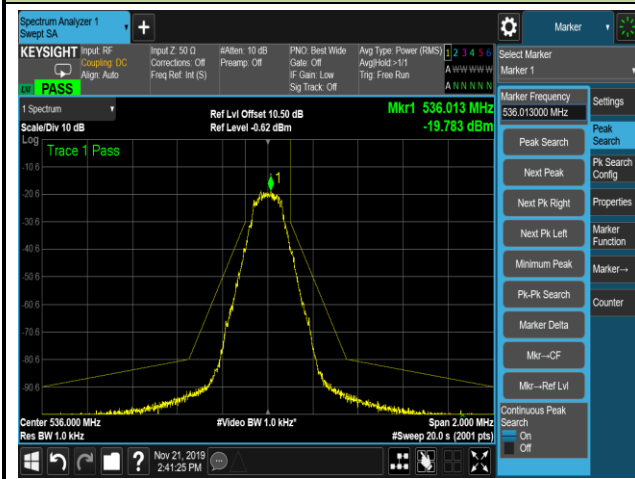 Spectrum Analyzer 1
Swept SA
+
Marker
KEYSIGHT
Input: RF
Coupling: DC
Align: Auto
Input Z: 50 Ω
Corrections: Off
Freq Ref: Int (S)
#Atten: 10 dB
Preamp: Off
PNO: Best Wide
Gate: Off
IF Gain: Low
Sig Track: Off
Avg Type: Power (RMS)
Avg|Hold >1/1
Trig: Free Run
1 2 3 4 5 6
A W W W W W
A N N N N N
LXI PASS
Select Marker
Marker 1
1 Spectrum
Scale/Div 10 dB
Log
Ref Lvl Offset 10.50 dB
Ref Level -0.62 dBm
Mkr1 536.013 MHz
-19.783 dBm
Trace 1 Pass
1
-10.6
-20.6
-30.6
-40.6
-50.6
-60.6
-70.6
-80.6
-90.6
Center 536.000 MHz
Res BW 1.0 kHz
#Video BW 1.0 kHz*
Span 2.000 MHz
#Sweep 20.0 s (2001 pts)
Marker Frequency
536.013000 MHz
Peak Search
Next Peak
Next Pk Right
Next Pk Left
Minimum Peak
Pk-Pk Search
Marker Delta
Mkr→CF
Mkr→Ref Lvl
Continuous Peak
Search
On
Off
Settings
Peak
Search
Pk Search
Config
Properties
Marker
Function
Marker→
Counter
?
Nov 21, 2019
2:41:25 PM